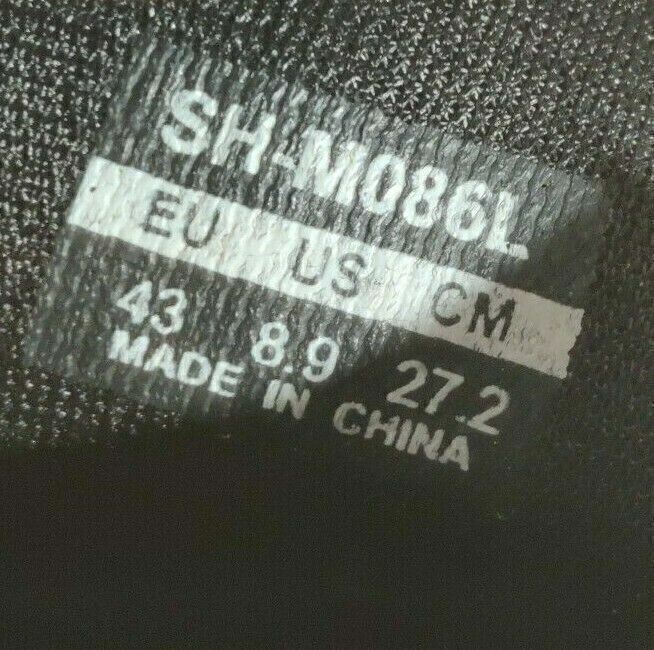 SH-M086L
EU US CM
43 8.9 27.2
MADE IN CHINA